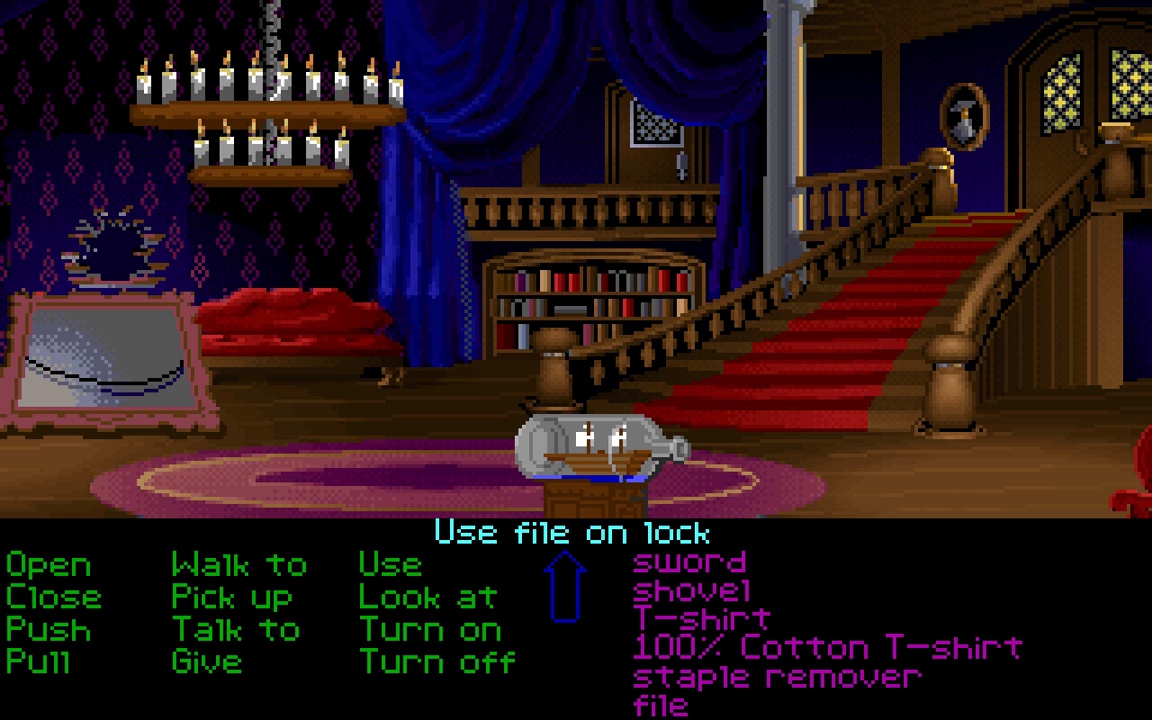 Use file on lock
Open Walk to Use sword
Close Pick up Look at shovel
Push Talk to Turn on T-shirt
Pull Give Turn off 100% Cotton T-shirt
staple remover
file